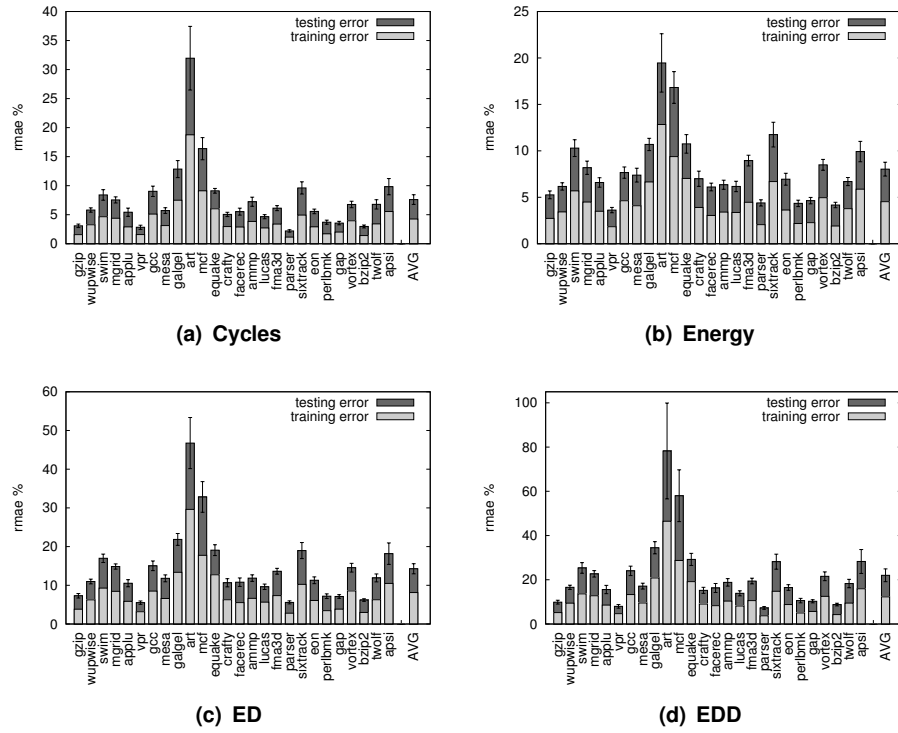 40
35
30
25
20
15
10
5
0
rmae %
testing error
training error
gzip
wupwise
swim
mgrid
applu
vpr
gcc
mesa
galgel
art
mcf
equake
crafty
facerec
ammp
lucas
fma3d
parser
sixtrack
eon
perlbmk
gap
vortex
bzip2
twolf
apsi
AVG
(a) Cycles
25
20
15
10
5
0
rmae %
testing error
training error
gzip
wupwise
swim
mgrid
applu
vpr
gcc
mesa
galgel
art
mcf
equake
crafty
facerec
ammp
lucas
fma3d
parser
sixtrack
eon
perlbmk
gap
vortex
bzip2
twolf
apsi
AVG
(b) Energy
60
50
40
30
20
10
0
rmae %
testing error
training error
gzip
wupwise
swim
mgrid
applu
vpr
gcc
mesa
galgel
art
mcf
equake
crafty
facerec
ammp
lucas
fma3d
parser
sixtrack
eon
perlbmk
gap
vortex
bzip2
twolf
apsi
AVG
(c) ED
100
80
60
40
20
0
rmae %
testing error
training error
gzip
wupwise
swim
mgrid
applu
vpr
gcc
mesa
galgel
art
mcf
equake
crafty
facerec
ammp
lucas
fma3d
parser
sixtrack
eon
perlbmk
gap
vortex
bzip2
twolf
apsi
AVG
(d) EDD